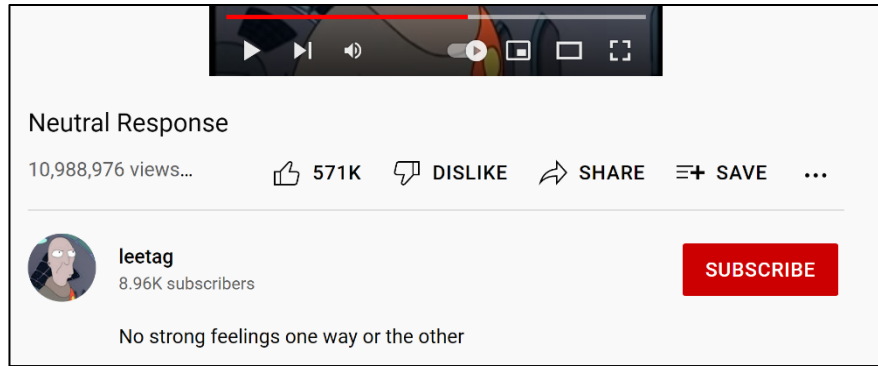 Neutral Response
10,988,976 views... 571K DISLIKE SHARE SAVE ...
leetag
8.96K subscribers
SUBSCRIBE
No strong feelings one way or the other